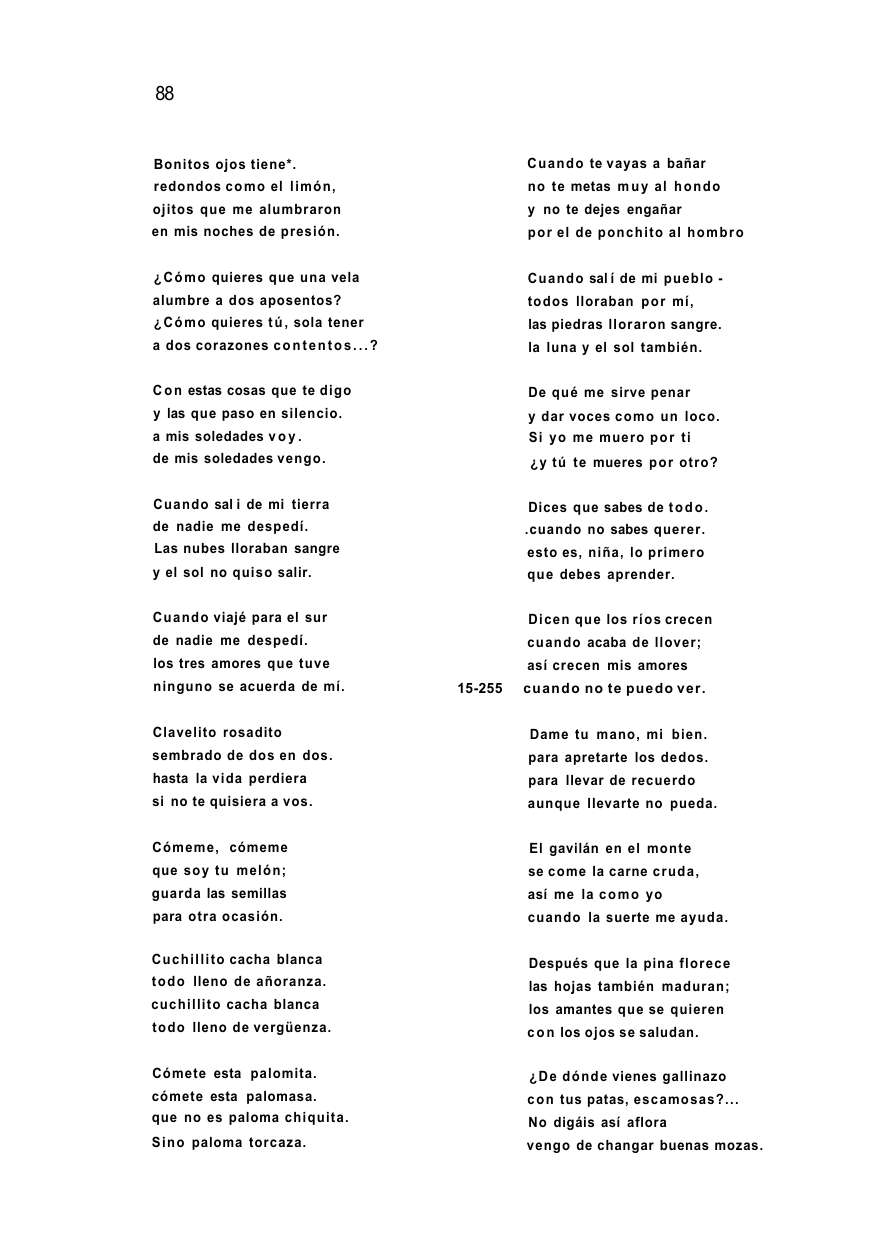 88
Bonitos ojos tiene*.
redondos como el limón,
ojitos que me alumbraron
en mis noches de presión.
¿Cómo quieres que una vela
alumbre a dos aposentos?
¿Cómo quieres tú, sola tener
a dos corazones contentos...?
Con estas cosas que te digo
y las que paso en silencio.
a mis soledades voy.
de mis soledades vengo.
Cuando sali de mi tierra
de nadie me despedí.
Las nubes lloraban sangre
y el sol no quiso salir.
Cuando viajé para el sur
de nadie me despedí.
los tres amores que tuve
ninguno se acuerda de mí.
Clavelito rosadito
sembrado de dos en dos.
hasta la vida perdiera
si no te quisiera a vos.
Cómeme, cómeme
que soy tu melón;
guarda las semillas
para otra ocasión.
Cuchillito cacha blanca
todo lleno de añoranza.
cuchillito cacha blanca
todo lleno de vergüenza.
Cómete esta palomita.
cómete esta palomasa.
que no es paloma chiquita.
Sino paloma torcaza.
Cuando te vayas a bañar
no te metas muy al hondo
y no te dejes engañar
por el de ponchito al hombro
Cuando salí de mi pueblo -
todos lloraban por mí,
las piedras lloraron sangre.
la luna y el sol también.
De qué me sirve penar
y dar voces como un loco.
Si yo me muero por ti
¿y tú te mueres por otro?
Dices que sabes de todo.
.cuando no sabes querer.
esto es, niña, lo primero
que debes aprender.
Dicen que los ríos crecen
cuando acaba de llover;
así crecen mis amores
15-255 cuando no te puedo ver.
Dame tu mano, mi bien.
para apretarte los dedos.
para llevar de recuerdo
aunque llevarte no pueda.
El gavilán en el monte
se come la carne cruda,
así me la como yo
cuando la suerte me ayuda.
Después que la pina florece
las hojas también maduran;
los amantes que se quieren
con los ojos se saludan.
¿De dónde vienes gallinazo
con tus patas, escamosas?...
No digáis así aflora
vengo de changar buenas mozas.